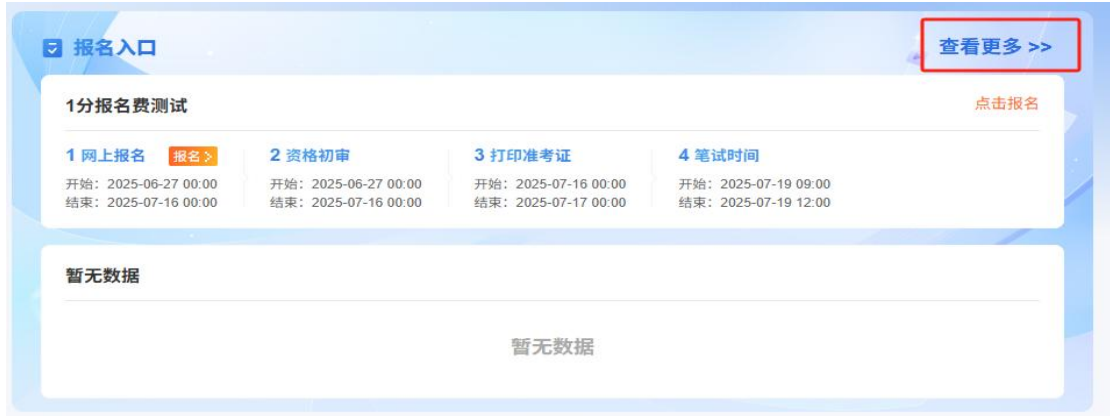 报名入口 查看更多 >>
1分报名费测试 点击报名
1 网上报名 报名 > 2 资格初审 3 打印准考证 4 笔试时间
开始：2025-06-27 00:00 开始：2025-06-27 00:00 开始：2025-07-16 00:00 开始：2025-07-19 09:00
结束：2025-07-16 00:00 结束：2025-07-16 00:00 结束：2025-07-17 00:00 结束：2025-07-19 12:00
暂无数据
暂无数据